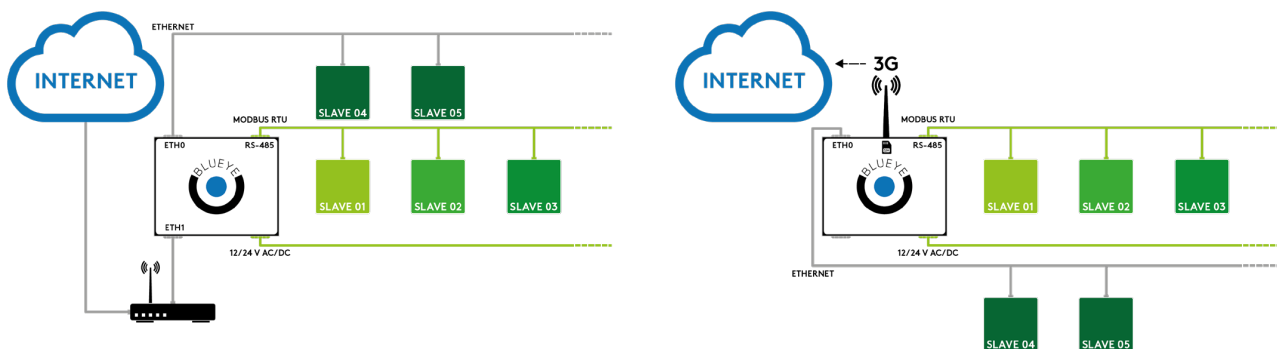 ETHERNET
INTERNET
SLAVE 04
SLAVE 05
MODBUS RTU
ETH0
RS-485
BLUEYE
SLAVE 01
SLAVE 02
SLAVE 03
ETH1
12/24 V AC/DC
INTERNET
3G
MODBUS RTU
ETH0
RS-485
BLUEYE
SLAVE 01
SLAVE 02
SLAVE 03
12/24 V AC/DC
ETHERNET
SLAVE 04
SLAVE 05